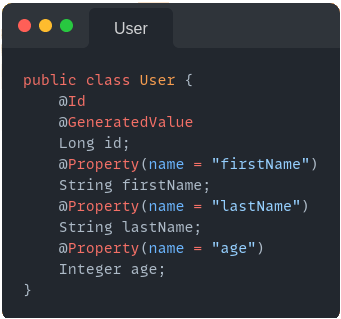 User
public class User {
    @Id
    @GeneratedValue
    Long id;
    @Property(name = "firstName")
    String firstName;
    @Property(name = "lastName")
    String lastName;
    @Property(name = "age")
    Integer age;
}